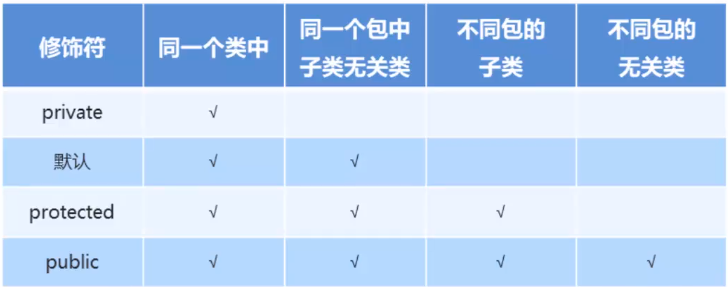 修饰符 同一个类中 同一个包中 不同包的 不同包的
子类无关类 子类 无关类
private √
默认 √ √
protected √ √ √
public √ √ √ √